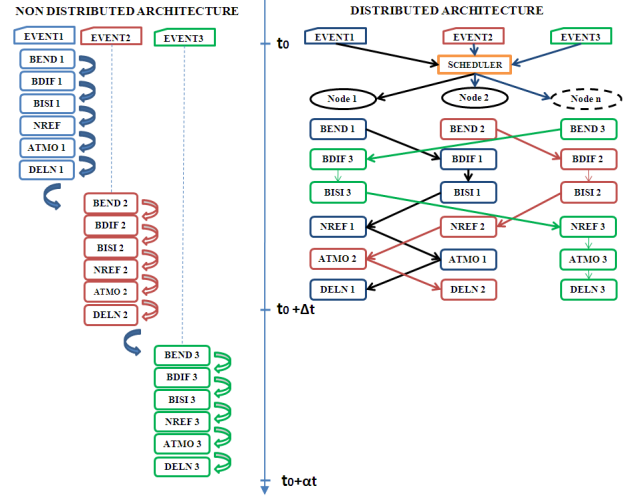 NON DISTRIBUTED ARCHITECTURE
EVENT1
EVENT2
EVENT3
BEND 1
BDIF 1
BISI 1
NREF
ATMO 1
DELN 1
BEND 2
BDIF 2
BISI 2
NREF 2
ATMO 2
DELN 2
BEND 3
BDIF 3
BISI 3
NREF 3
ATMO 3
DELN 3
t0
t0 +Δt
t0+αt
DISTRIBUTED ARCHITECTURE
EVENT1
EVENT2
EVENT3
SCHEDULER
Node 1
Node 2
Node n
BEND 1
BEND 2
BEND 3
BDIF 3
BDIF 1
BDIF 2
BISI 3
BISI 1
BISI 2
NREF 1
NREF 2
NREF 3
ATMO 2
ATMO 1
ATMO 3
DELN 1
DELN 2
DELN 3